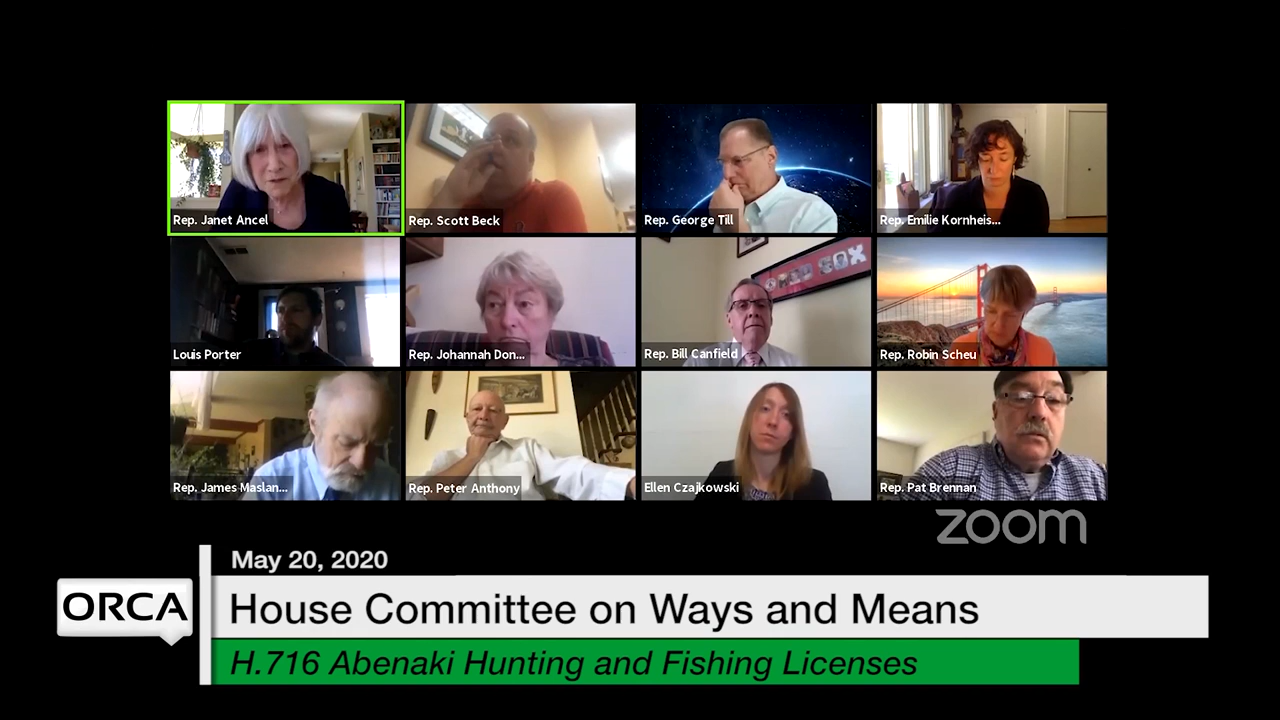 Rep. Janet Ancel
Rep. Scott Beck
Rep. George Till
Rep. Emilie Kornheis...
Louis Porter
Rep. Johannah Don...
Rep. Bill Canfield
Rep. Robin Scheu
Rep. James Maslan...
Rep. Peter Anthony
Ellen Czajkowski
Rep. Pat Brennan
zoom
May 20, 2020
ORCA
House Committee on Ways and Means
H.716 Abenaki Hunting and Fishing Licenses